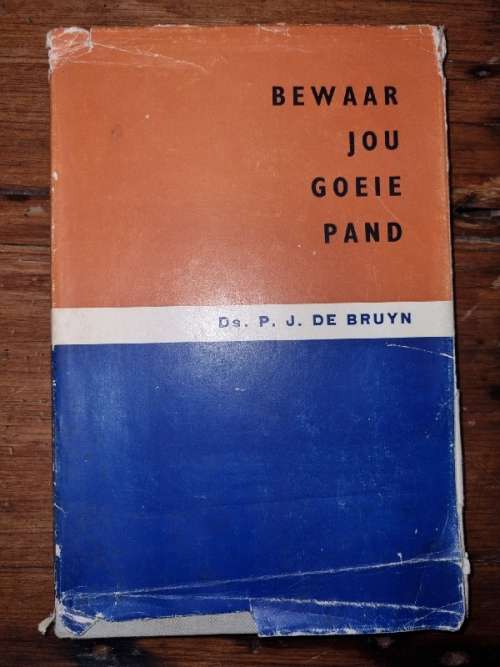 BEWAAR
JOU
GOEIE
PAND
Ds. P. J. DE BRUYN